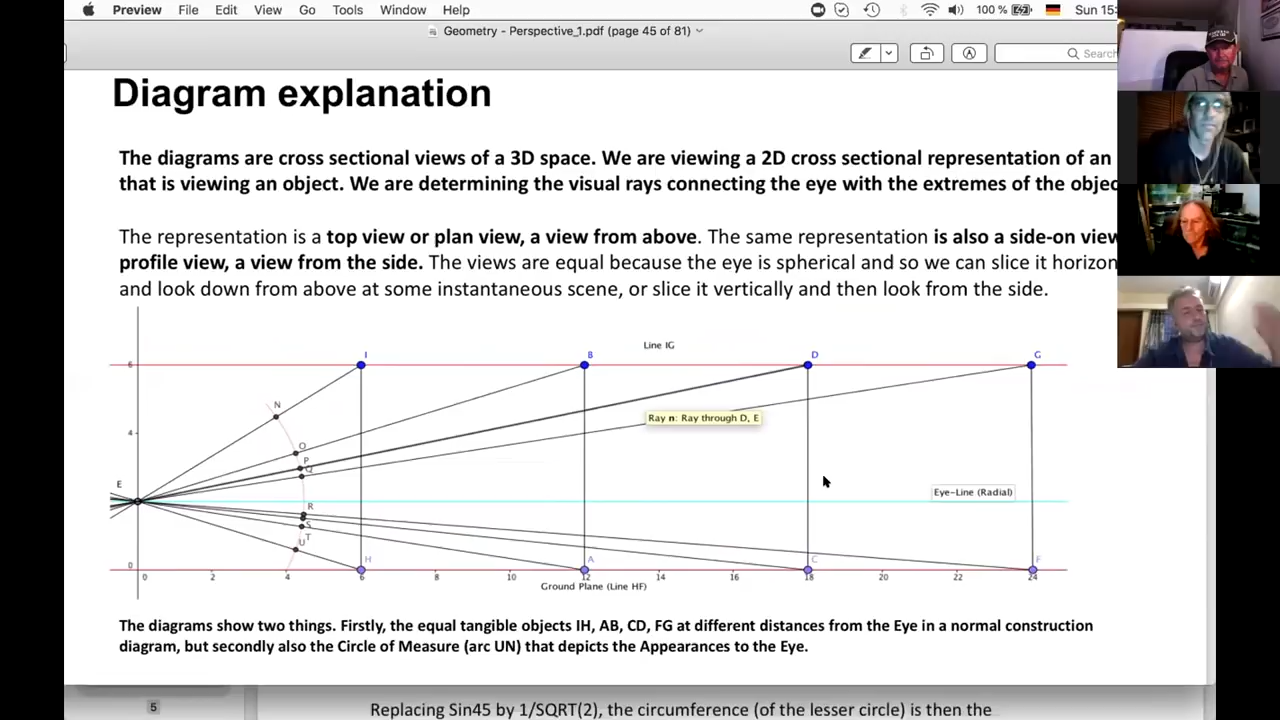 Preview File Edit View Go Tools Window Help 100 % Sun 15:
Geometry - Perspective_1.pdf (page 45 of 81)
Search
Diagram explanation
The diagrams are cross sectional views of a 3D space. We are viewing a 2D cross sectional representation of an
that is viewing an object. We are determining the visual rays connecting the eye with the extremes of the objec
The representation is a top view or plan view, a view from above. The same representation is also a side-on view
profile view, a view from the side. The views are equal because the eye is spherical and so we can slice it horizon
and look down from above at some instantaneous scene, or slice it vertically and then look from the side.
Line IG
I B D G
6
N
Ray n: Ray through D, E
4
O
P
Q
E
Eye-Line (Radial)
R
S
T
U
H A C F
0
0 2 4 6 8 10 12 14 16 18 20 22 24
Ground Plane (Line HF)
The diagrams show two things. Firstly, the equal tangible objects IH, AB, CD, FG at different distances from the Eye in a normal construction
diagram, but secondly also the Circle of Measure (arc UN) that depicts the Appearances to the Eye.
5
Replacing Sin45 by 1/SQRT(2), the circumference (of the lesser circle) is then the